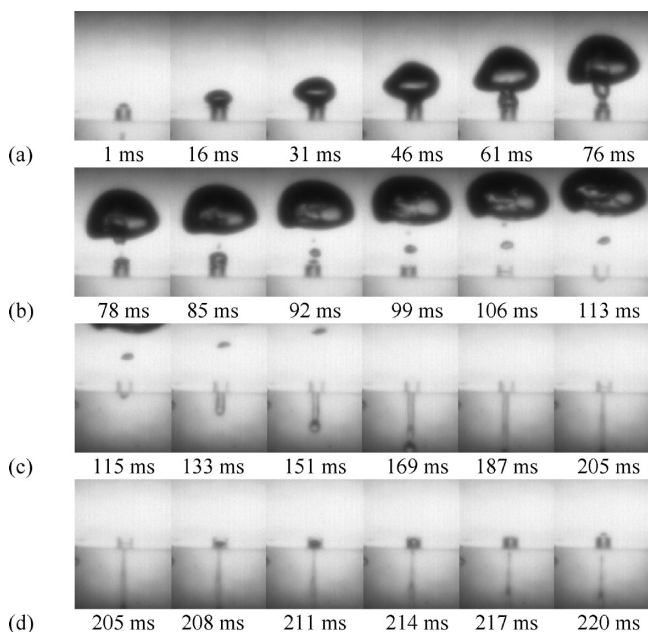 (a)
1 ms 16 ms 31 ms 46 ms 61 ms 76 ms
(b)
78 ms 85 ms 92 ms 99 ms 106 ms 113 ms
(c)
115 ms 133 ms 151 ms 169 ms 187 ms 205 ms
(d)
205 ms 208 ms 211 ms 214 ms 217 ms 220 ms